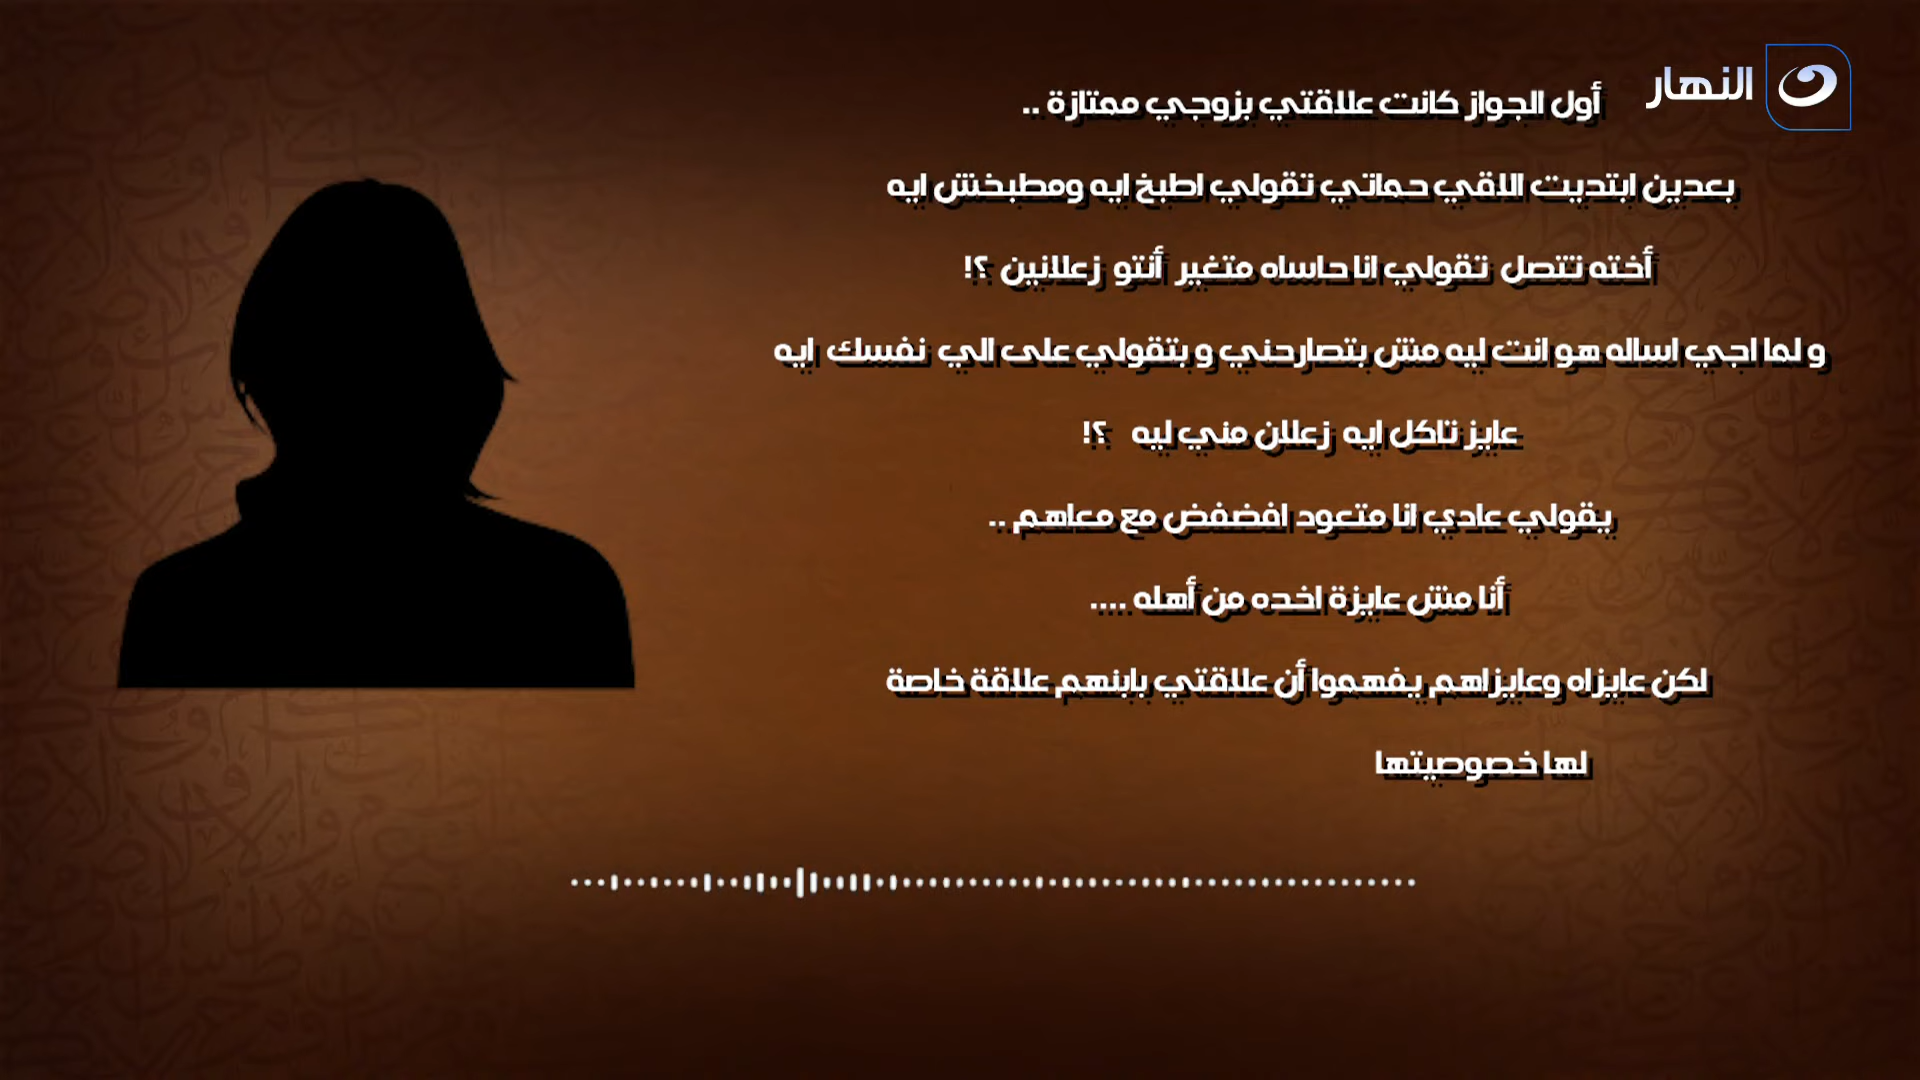 النهار
أول الجواز كانت علاقتي بزوجي ممتازة ..
بعدين ابتديت الاقي حماتي تقولي اطبخ ايه ومطبخش ايه
أخته تتصل تقولي انا حاساه متغير أنتو زعلانين ؟!
و لما اجي اساله هو انت ليه مش بتصارحني و بتقولي على الي نفسك ايه
عايز تاكل ايه زعلان مني ليه ؟!
يقولي عادي انا متعود افضفض مع معاهم ..
أنا مش عايزة اخده من أهله ....
لكن عايزاه وعايزاهم يفهموا أن علاقتي بابنهم علاقة خاصة
لها خصوصيتها